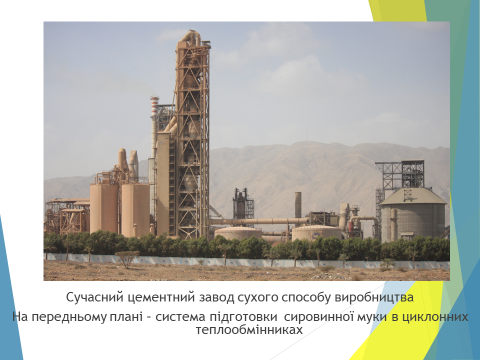 Сучасний цементний завод сухого способу виробництва
На передньому плані – система підготовки сировинної муки в циклонних
теплообмінниках